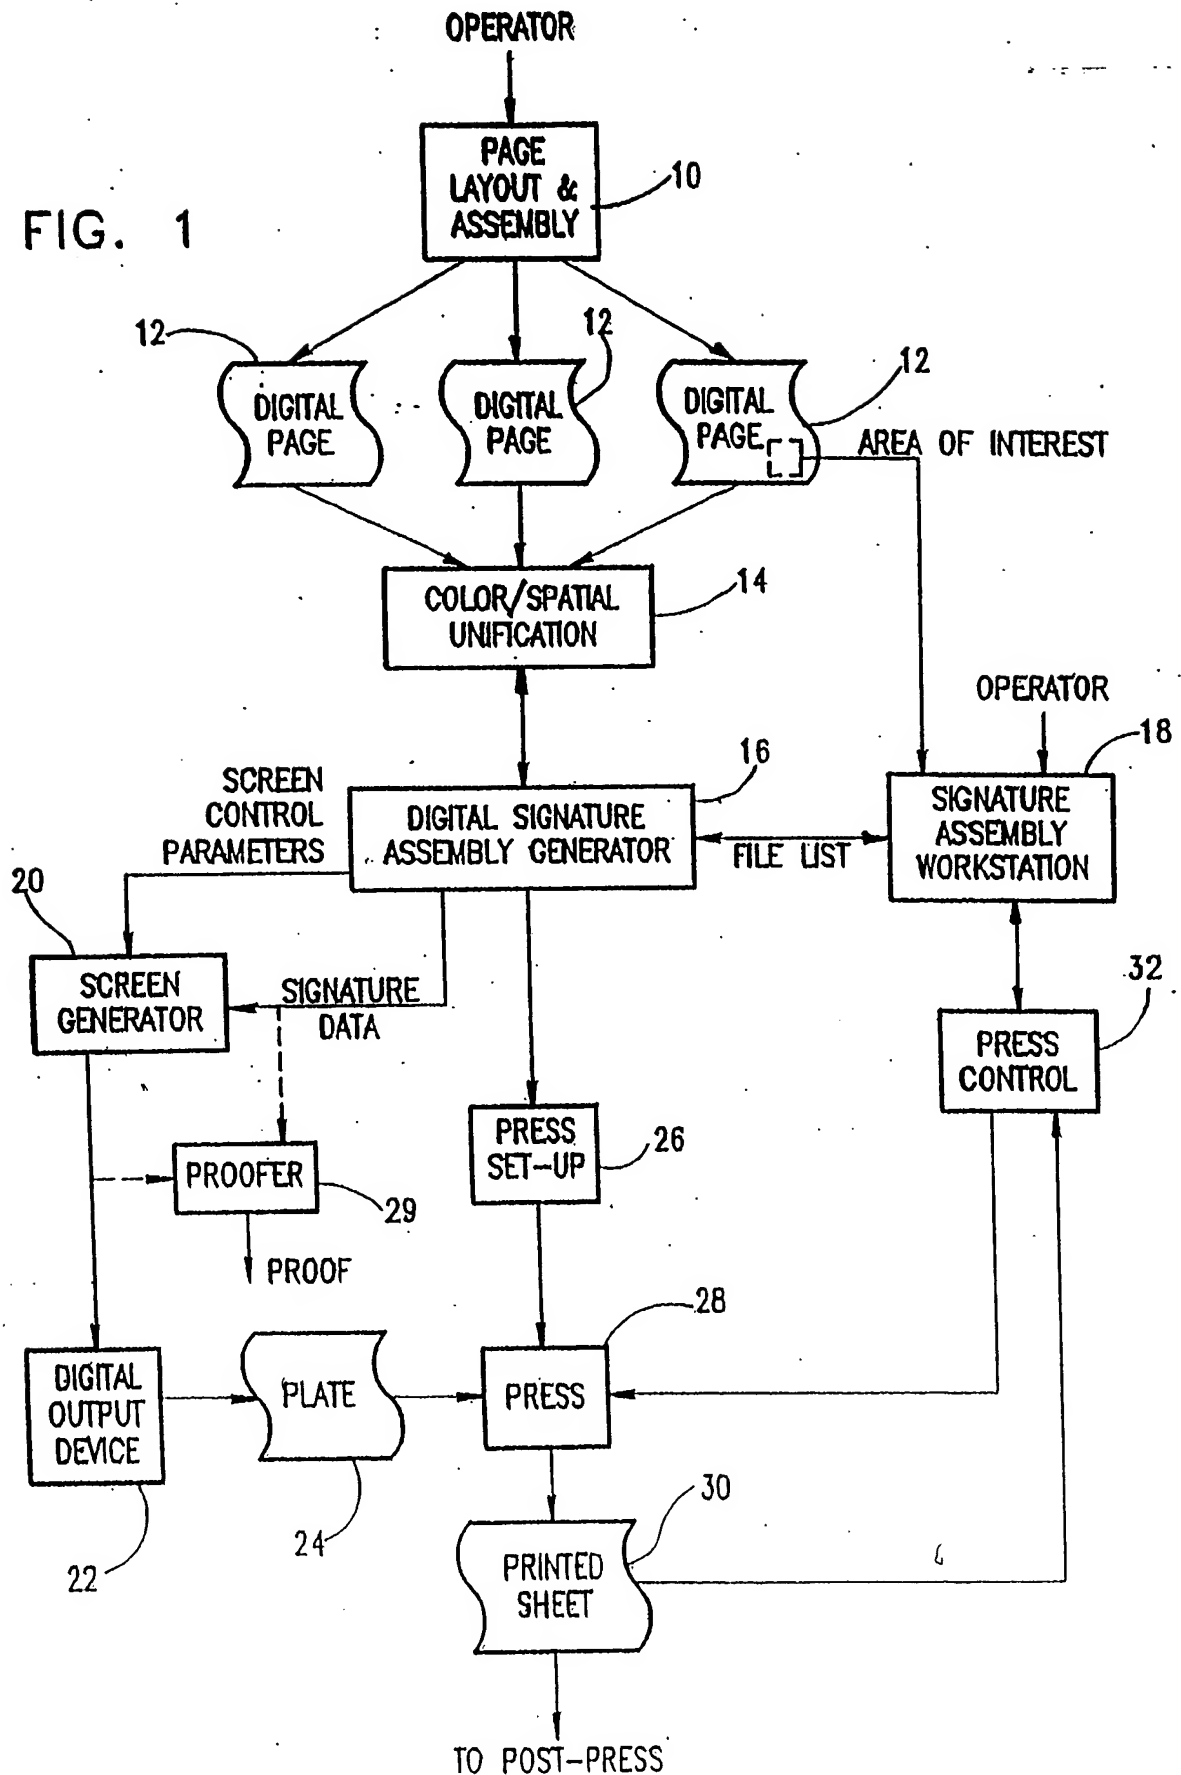 OPERATOR
PAGE
LAYOUT &
ASSEMBLY
10
FIG. 1
12
12
12
DIGITAL
PAGE
DIGITAL
PAGE
DIGITAL
PAGE
AREA OF INTEREST
COLOR/SPATIAL
UNIFICATION
14
OPERATOR
18
16
SCREEN
CONTROL
PARAMETERS
DIGITAL SIGNATURE
ASSEMBLY GENERATOR
FILE LIST
SIGNATURE
ASSEMBLY
WORKSTATION
20
SCREEN
GENERATOR
SIGNATURE
DATA
32
PRESS
CONTROL
PRESS
SET-UP
26
PROOFER
29
PROOF
28
DIGITAL
OUTPUT
DEVICE
PLATE
PRESS
22
24
30
PRINTED
SHEET
TO POST-PRESS